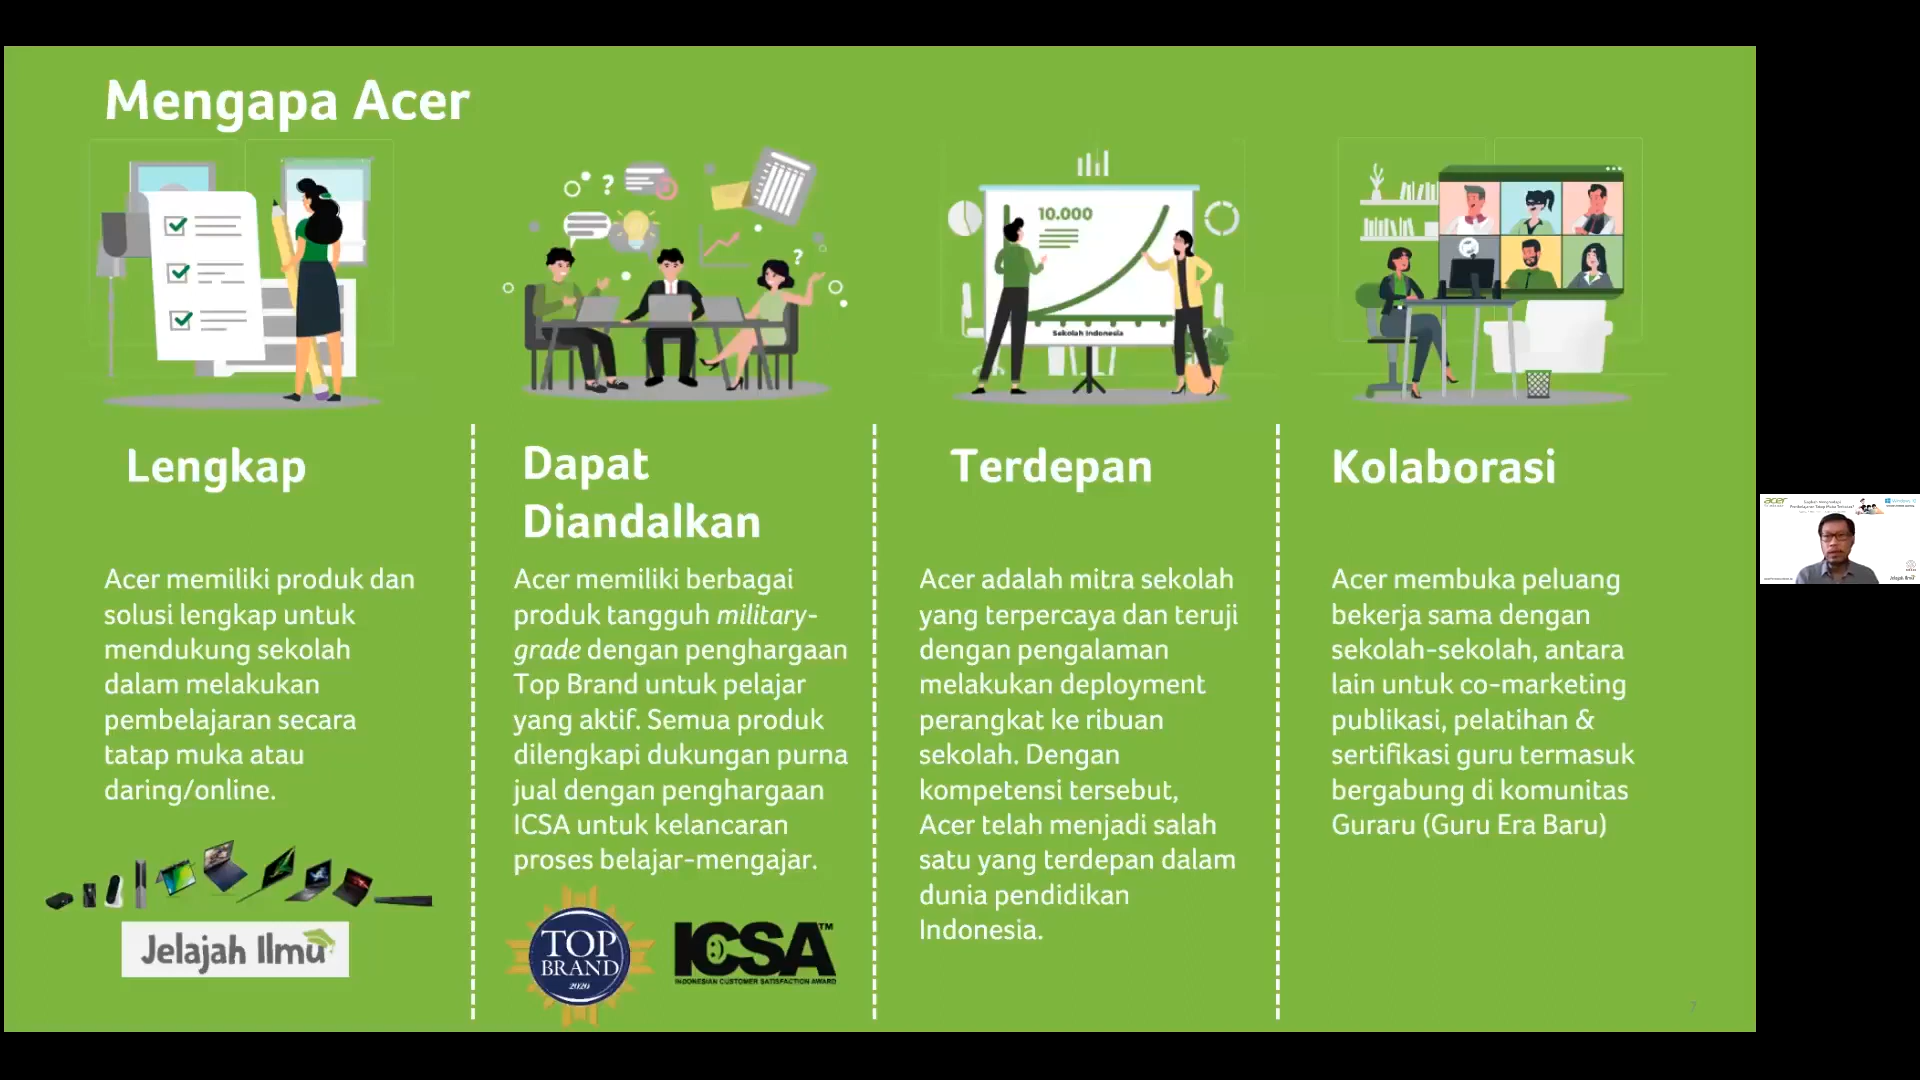 Mengapa Acer
10.000
Sekolah Indonesia
Lengkap
Acer memiliki produk dan
solusi lengkap untuk
mendukung sekolah
dalam melakukan
pembelajaran secara
tatap muka atau
daring/online.
Jelajah Ilmu
Dapat
Diandalkan
Acer memiliki berbagai
produk tangguh military-
grade dengan penghargaan
Top Brand untuk pelajar
yang aktif. Semua produk
dilengkapi dukungan purna
jual dengan penghargaan
ICSA untuk kelancaran
proses belajar-mengajar.
TOP
BRAND
2020
ICSA™
INDONESIAN CUSTOMER SATISFACTION AWARD
Terdepan
Acer adalah mitra sekolah
yang terpercaya dan teruji
dengan pengalaman
melakukan deployment
perangkat ke ribuan
sekolah. Dengan
kompetensi tersebut,
Acer telah menjadi salah
satu yang terdepan dalam
dunia pendidikan
Indonesia.
Kolaborasi
Acer membuka peluang
bekerja sama dengan
sekolah-sekolah, antara
lain untuk co-marketing
publikasi, pelatihan &
sertifikasi guru termasuk
bergabung di komunitas
Guraru (Guru Era Baru)
7
acer
Jelajah Ilmu